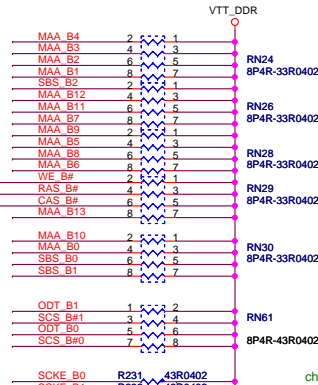 VTT_DDR
MAA_B4 2 1
MAA_B3 4 3
MAA_B2 6 5 RN24
MAA_B1 8 7 8P4R-33R0402
SBS_B2 2 1
MAA_B12 4 3
MAA_B11 6 5 RN26
MAA_B7 8 7 8P4R-33R0402
MAA_B9 2 1
MAA_B5 4 3
MAA_B8 6 5 RN28
MAA_B6 8 7 8P4R-33R0402
WE_B# 2 1
RAS_B# 4 3 RN29
CAS_B# 6 5 8P4R-33R0402
MAA_B13 8 7
MAA_B10 2 1
MAA_B0 4 3 RN30
SBS_B0 6 5 8P4R-33R0402
SBS_B1 8 7
ODT_B1 1 2
SCS_B#1 3 4 RN61
ODT_B0 5 6
SCS_B#0 7 8 8P4R-43R0402
SCKE_B0 R231 43R0402
ch